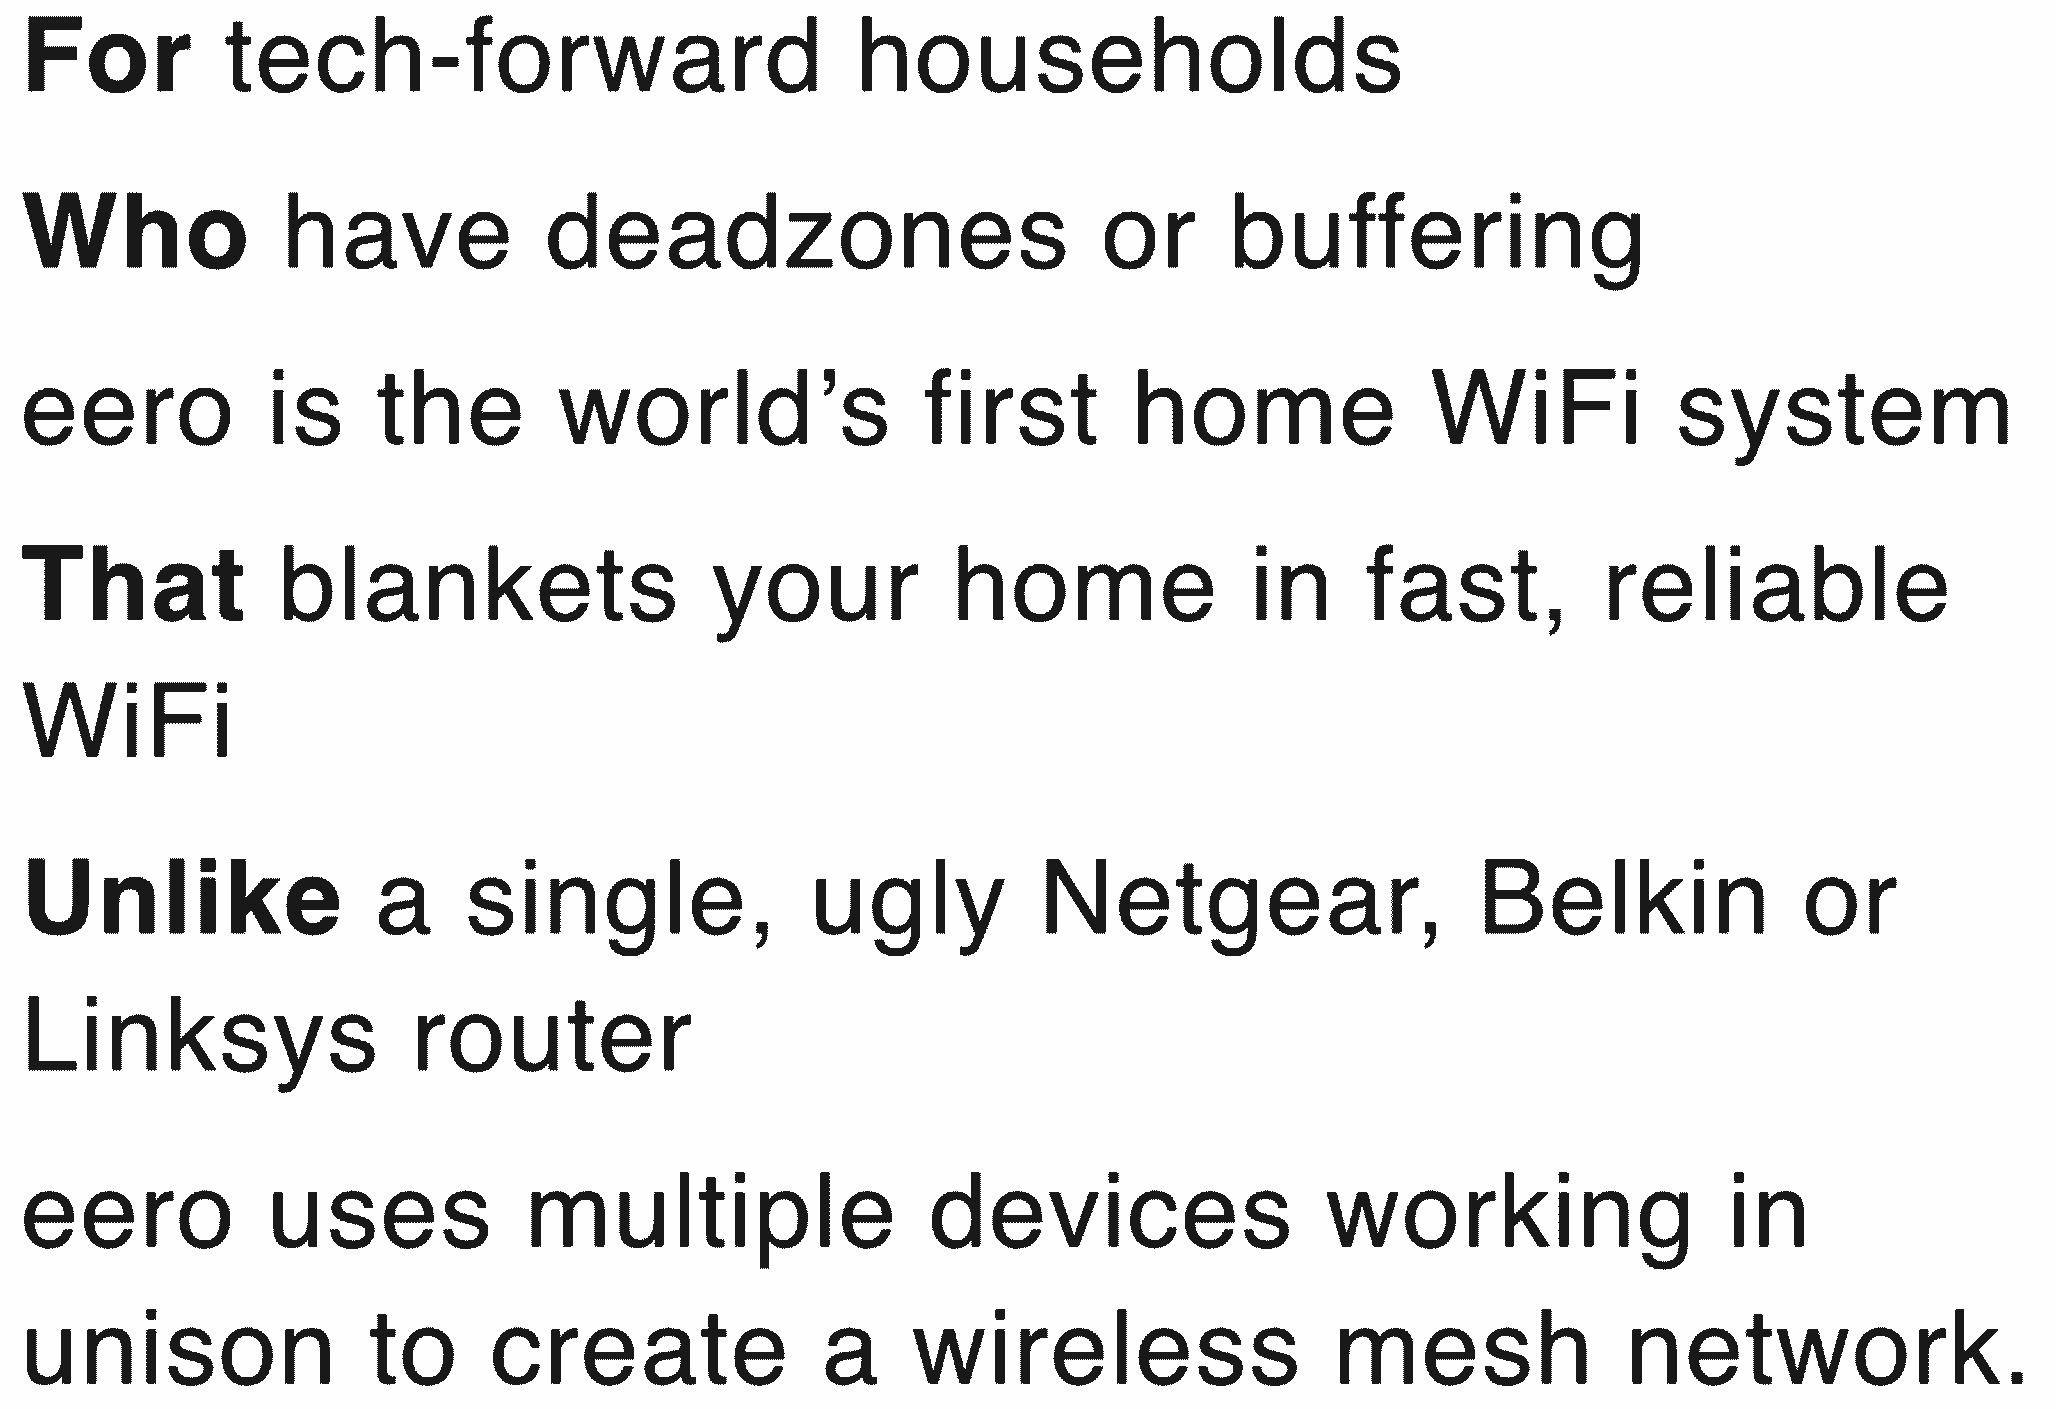 For tech-forward households
Who have deadzones or buffering
eero is the world’s first home WiFi system
That blankets your home in fast, reliable
WiFi
Unlike a single, ugly Netgear, Belkin or
Linksys router
eero uses multiple devices working in
unison to create a wireless mesh network.